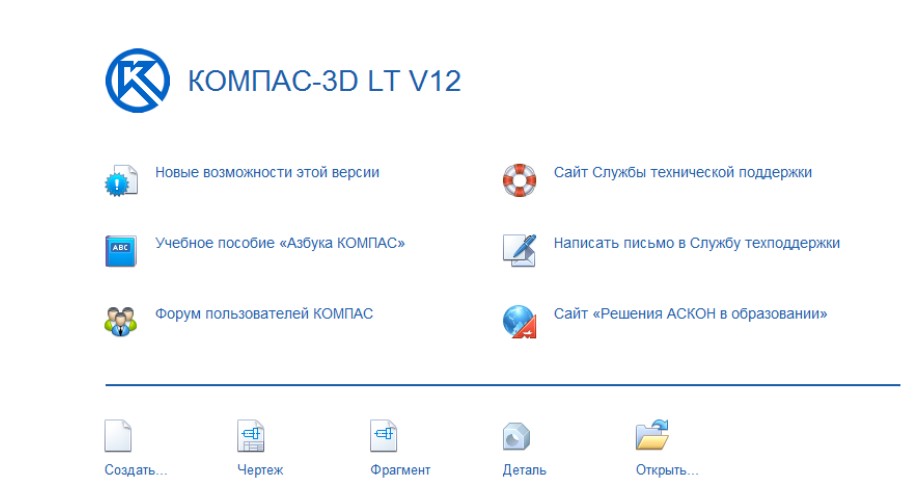 КОМПАС-3D LT V12
Новые возможности этой версии
Сайт Службы технической поддержки
ABC
Учебное пособие «Азбука КОМПАС»
Написать письмо в Службу техподдержки
Форум пользователей КОМПАС
Сайт «Решения АСКОН в образовании»
Создать...
Чертеж
Фрагмент
Деталь
Открыть...